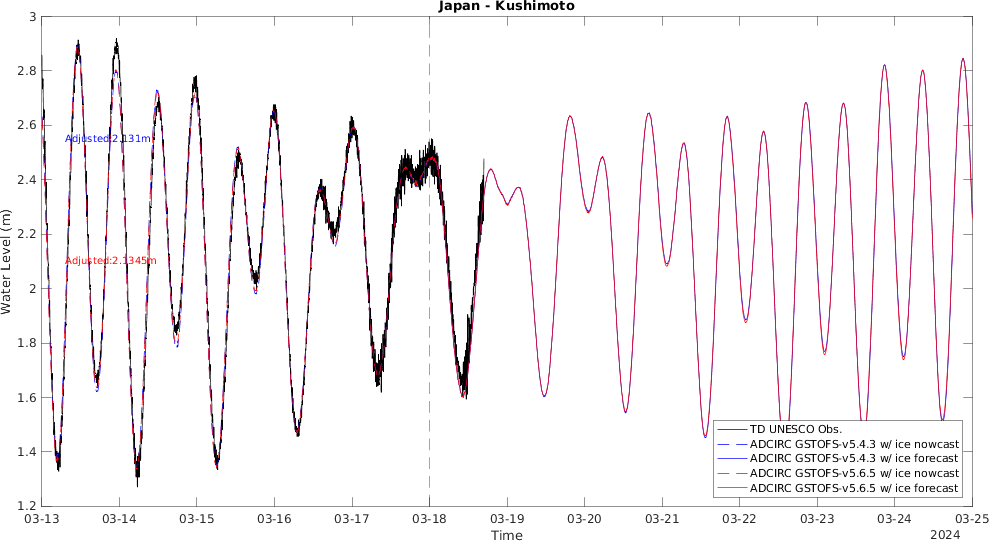 Japan - Kushimoto
3
2.8
2.6
2.4
2.2
2
1.8
1.6
1.4
1.2
Water Level (m)
Adjusted:2.131m
Adjusted:2.1345m
TD UNESCO Obs.
ADCIRC GSTOFS-v5.4.3 w/ ice nowcast
ADCIRC GSTOFS-v5.4.3 w/ ice forecast
ADCIRC GSTOFS-v5.6.5 w/ ice nowcast
ADCIRC GSTOFS-v5.6.5 w/ ice forecast
03-13 03-14 03-15 03-16 03-17 03-18 03-19 03-20 03-21 03-22 03-23 03-24 03-25
Time
2024